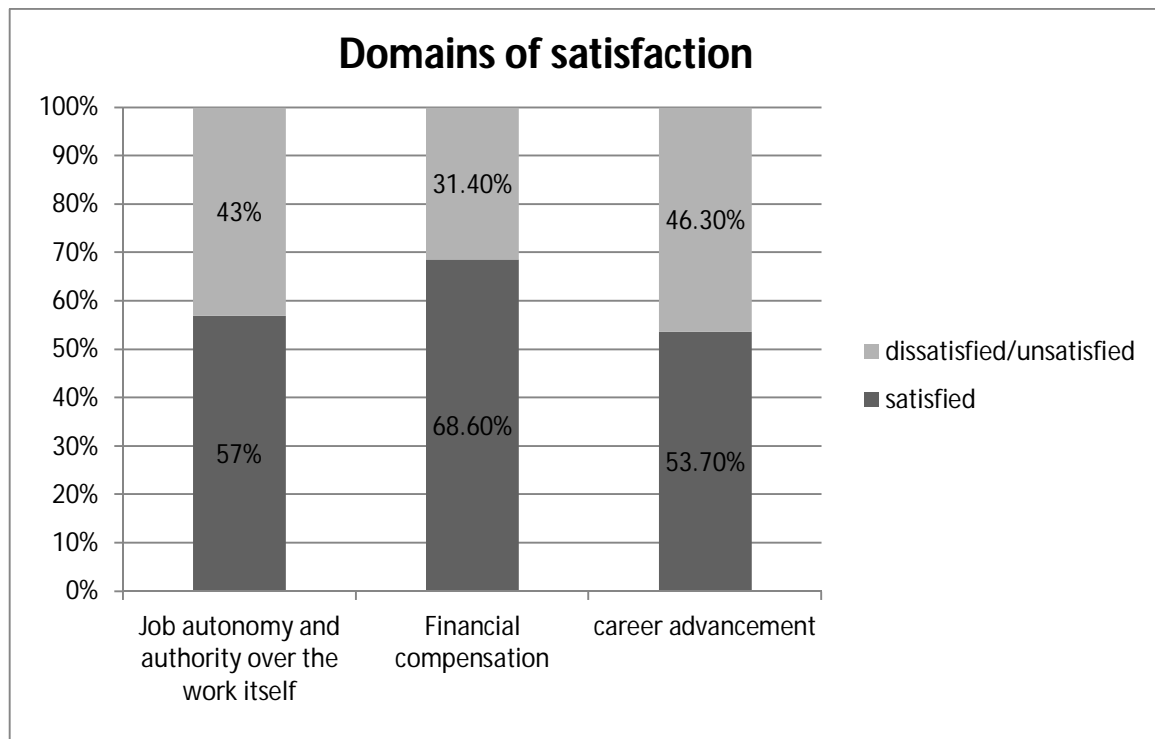 Domains of satisfaction
100%
90%
80%
70%
60%
50%
40%
30%
20%
10%
0%
43%
31.40%
46.30%
57%
68.60%
53.70%
dissatisfied/unsatisfied
satisfied
Job autonomy and
authority over the
work itself
Financial
compensation
career advancement